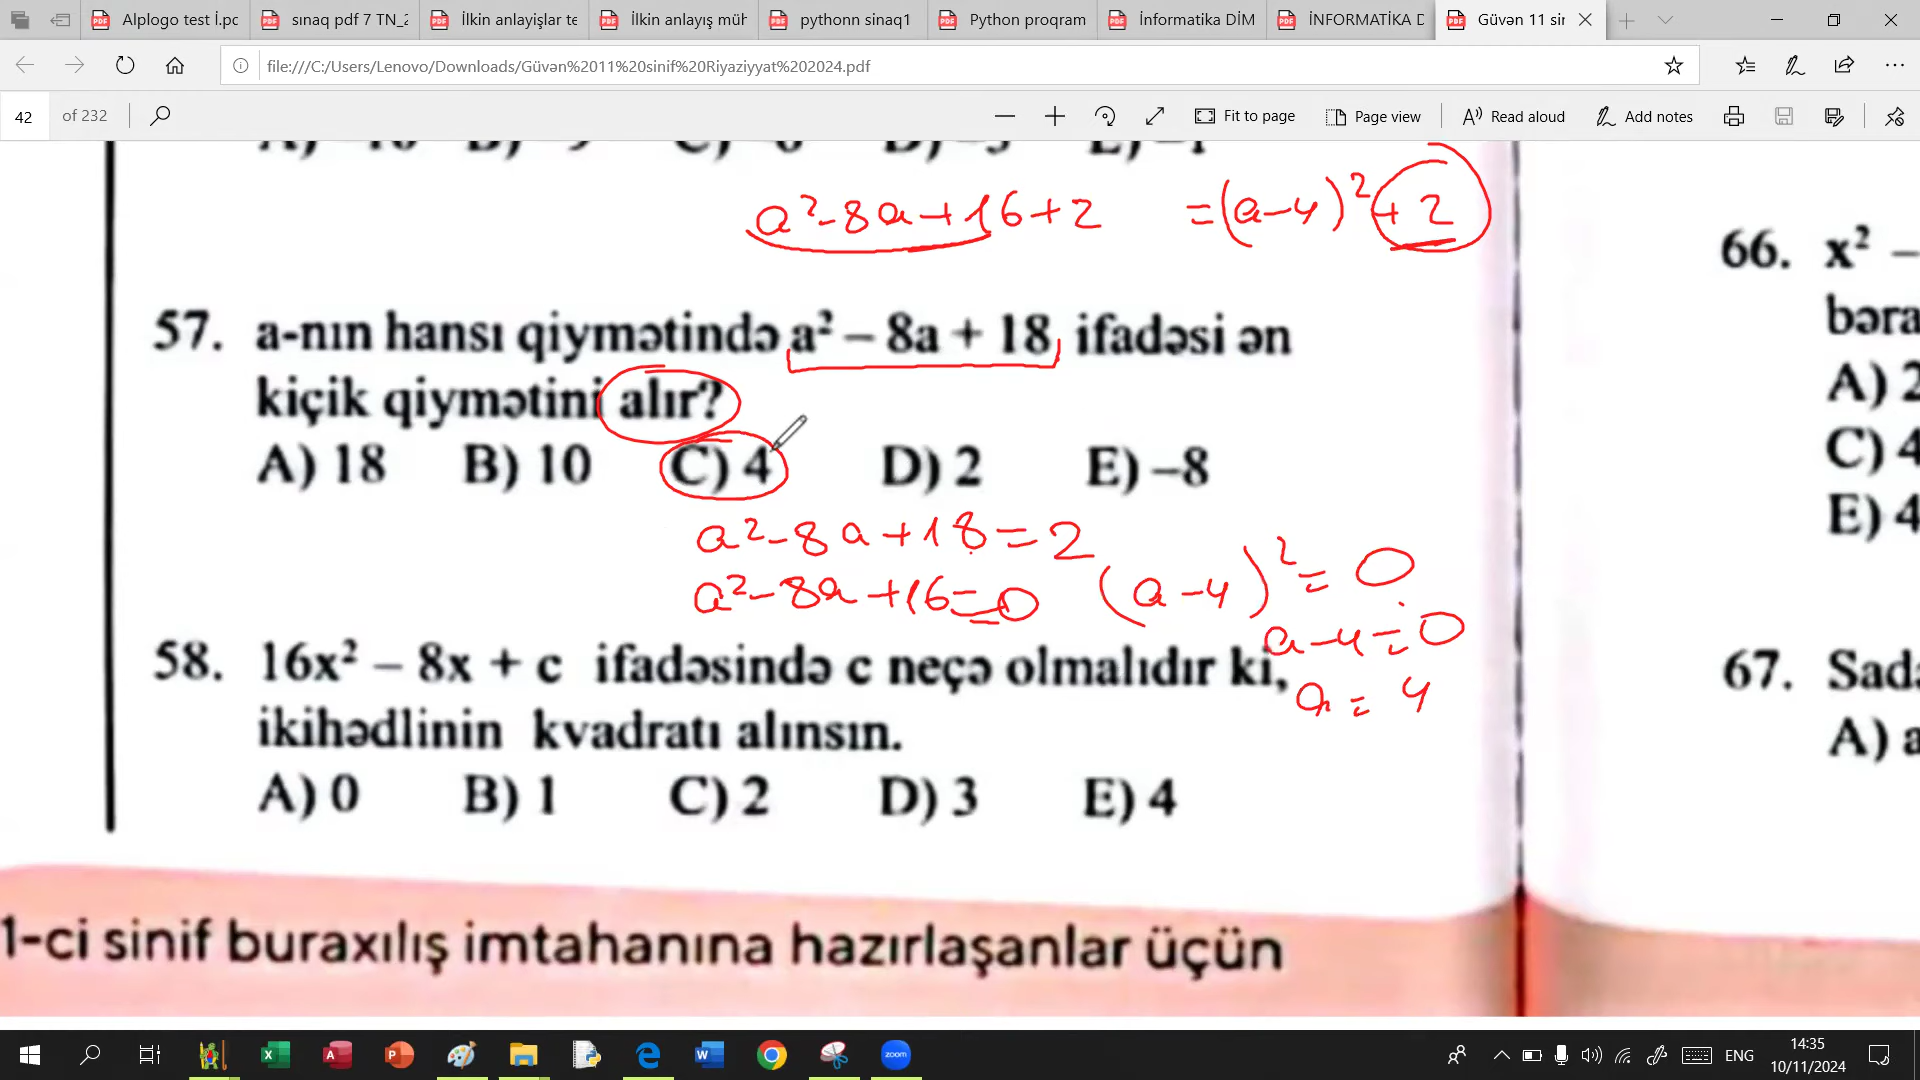 Alplogo test İ.pc
sınaq pdf 7 TN_2
İlkin anlayişlar te
İlkin anlayış müh
pythonn sinaq1
Python proqram
İnformatika DİM
İNFORMATİKA D
Güvən 11 sin
file:///C:/Users/Lenovo/Downloads/Güvən%2011%20sinif%20Riyaziyyat%202024.pdf
42 of 232
Fit to page
Page view
Read aloud
Add notes
a²-8a+16+2 =(a-4)²+2
57. a-nın hansı qiymətində a² – 8a + 18 ifadəsi ən
kiçik qiymətini alır?
A) 18 B) 10 C) 4 D) 2 E) –8
a²-8a+18=2
a²-8a+16=0 (a-4)²=0
a-4=0
a=4
58. 16x² – 8x + c ifadəsində c neçə olmalıdır ki,
ikihədlinin kvadratı alınsın.
A) 0 B) 1 C) 2 D) 3 E) 4
66. x² –
bəra
A) 2
C) 4
E) 4
67. Sadə
A) a
1-ci sinif buraxılış imtahanına hazırlaşanlar üçün
zoom
ENG
14:35
10/11/2024